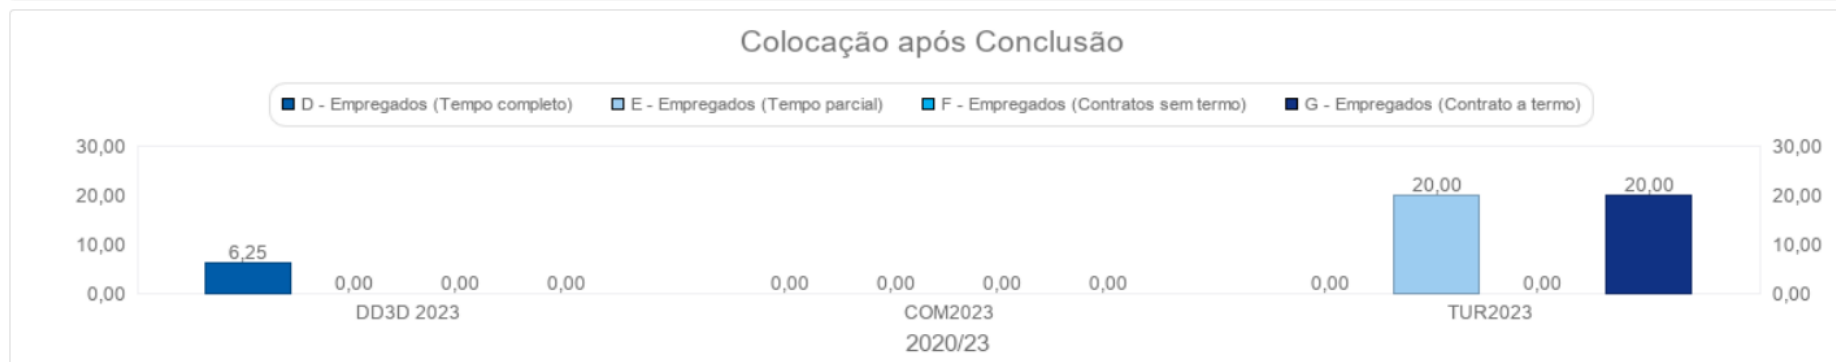 Colocação após Conclusão
D - Empregados (Tempo completo) E - Empregados (Tempo parcial) F - Empregados (Contratos sem termo) G - Empregados (Contrato a termo)
30,00 30,00
20,00 20,00 20,00 20,00
10,00 10,00
6,25
0,00 0,00 0,00 0,00 0,00 0,00 0,00 0,00 0,00 0,00 0,00
DD3D 2023 COM2023 TUR2023
2020/23